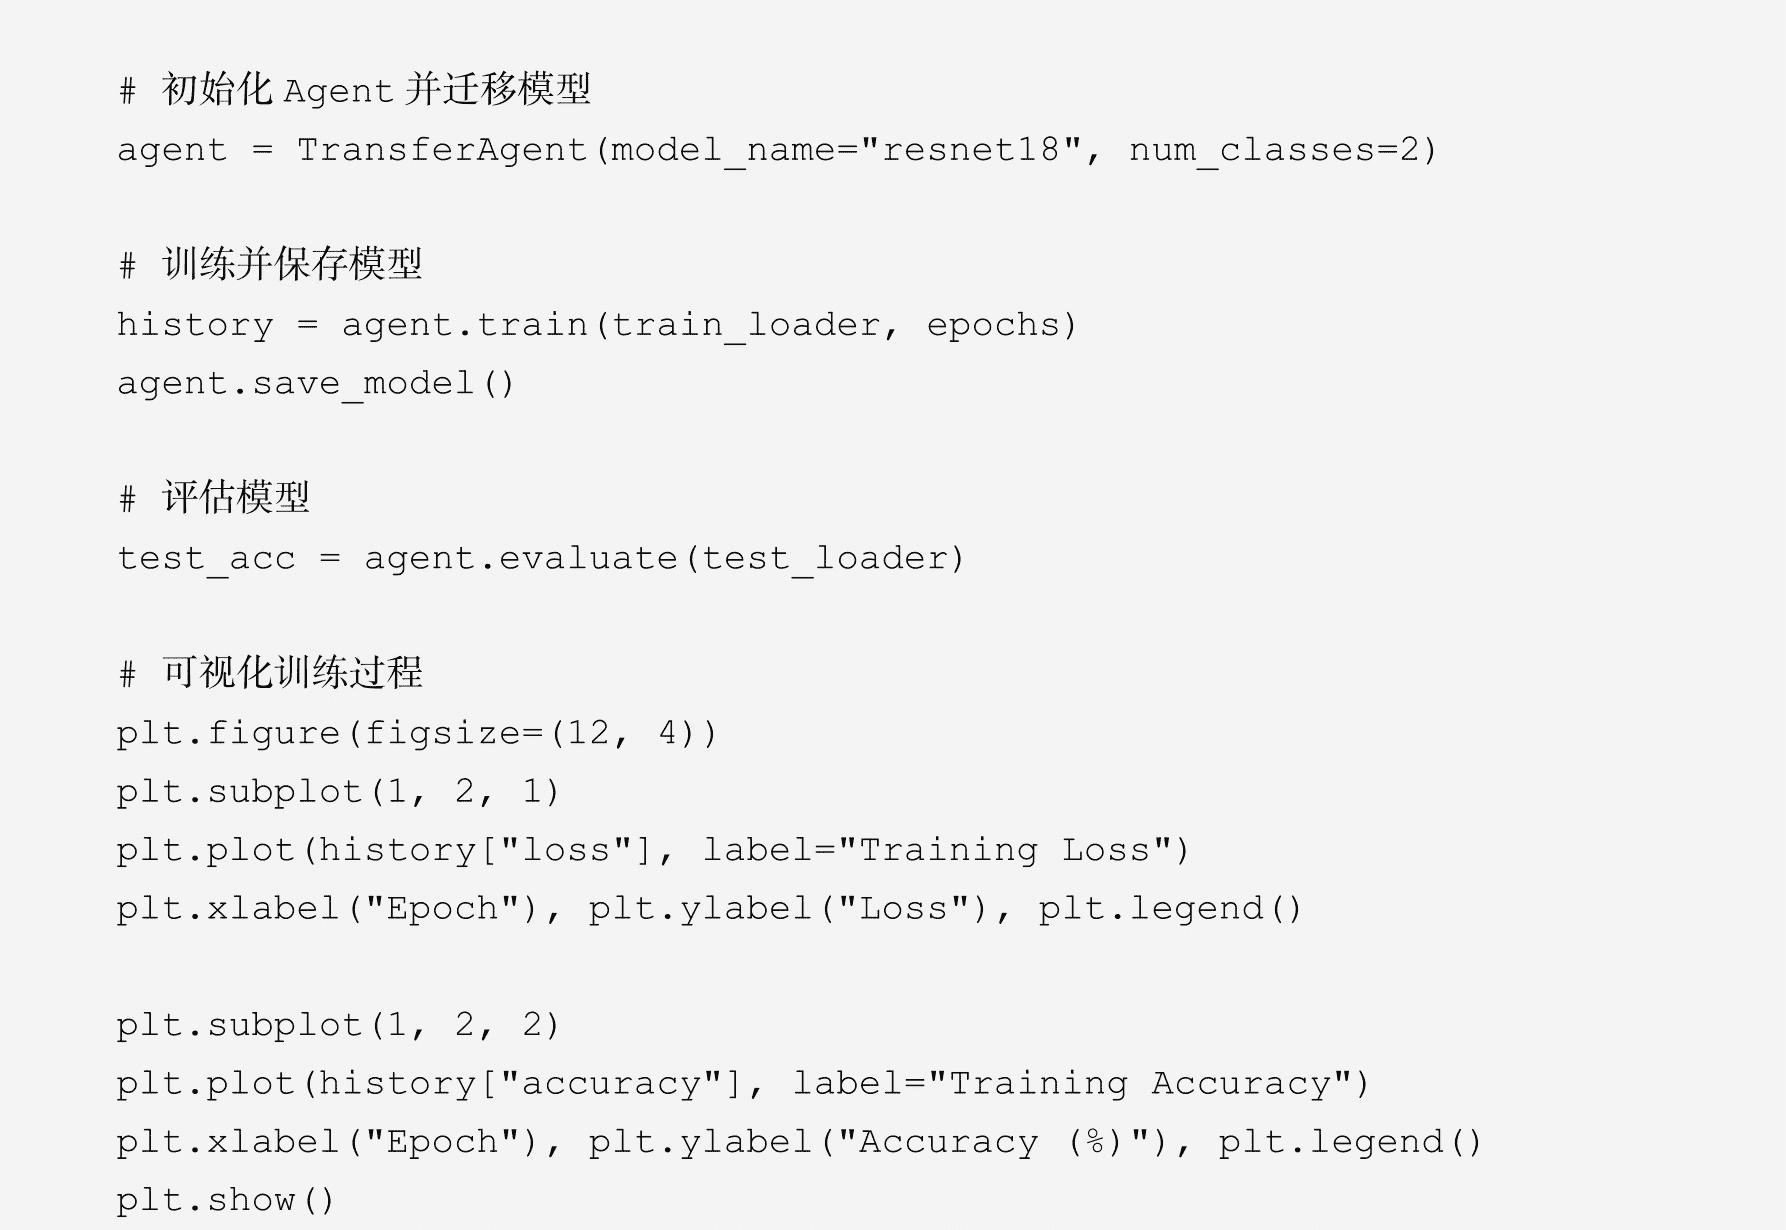 # 初始化 Agent 并迁移模型
agent = TransferAgent(model_name="resnet18", num_classes=2)
# 训练并保存模型
history = agent.train(train_loader, epochs)
agent.save_model()
# 评估模型
test_acc = agent.evaluate(test_loader)
# 可视化训练过程
plt.figure(figsize=(12, 4))
plt.subplot(1, 2, 1)
plt.plot(history["loss"], label="Training Loss")
plt.xlabel("Epoch"), plt.ylabel("Loss"), plt.legend()
plt.subplot(1, 2, 2)
plt.plot(history["accuracy"], label="Training Accuracy")
plt.xlabel("Epoch"), plt.ylabel("Accuracy (%)"), plt.legend()
plt.show()